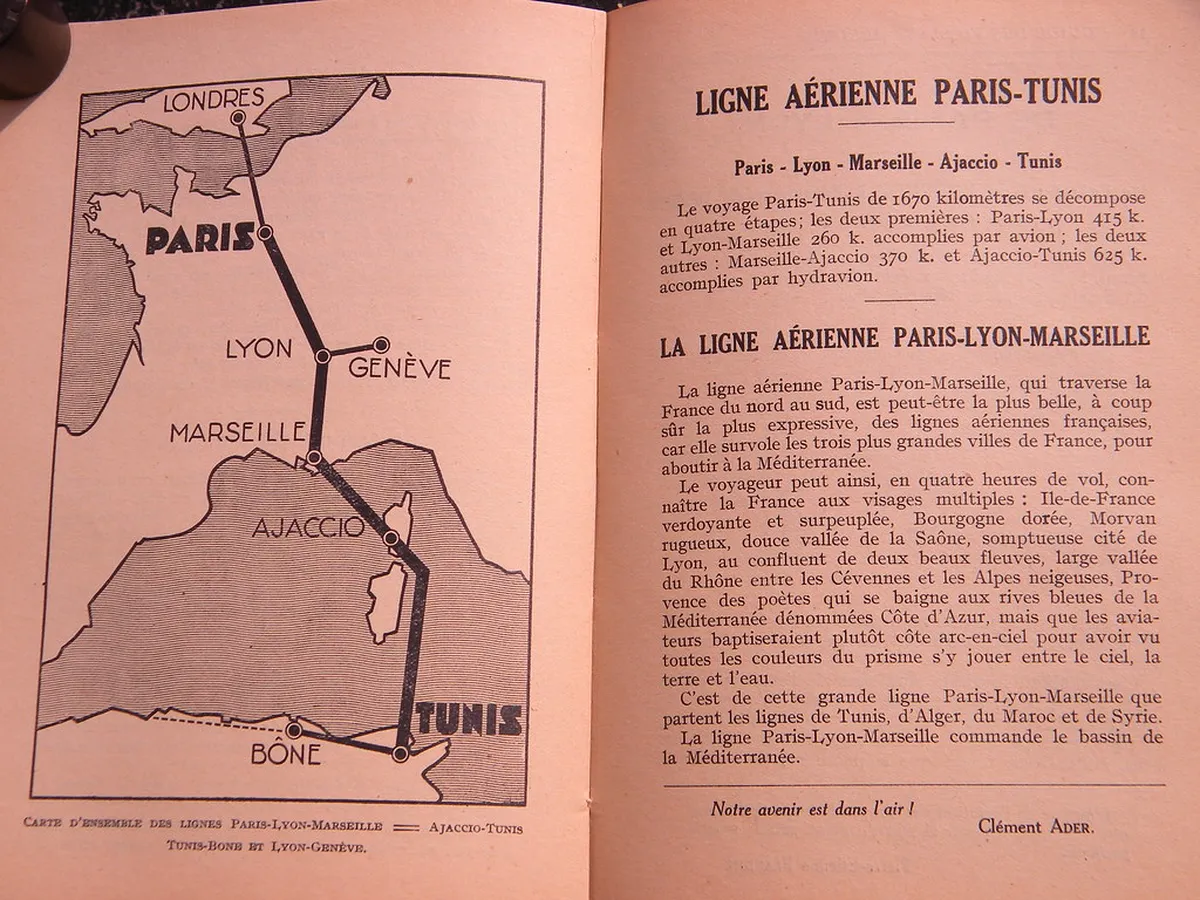 LONDRES
PARIS
LYON
GENÈVE
MARSEILLE
AJACCIO
TUNIS
BÔNE
CARTE D'ENSEMBLE DES LIGNES PARIS-LYON-MARSEILLE == AJACCIO-TUNIS
TUNIS-BONE ET LYON-GENÈVE.
LIGNE AÉRIENNE PARIS-TUNIS
Paris - Lyon - Marseille - Ajaccio - Tunis
Le voyage Paris-Tunis de 1670 kilomètres se décompose
en quatre étapes; les deux premières : Paris-Lyon 415 k.
et Lyon-Marseille 260 k. accomplies par avion ; les deux
autres : Marseille-Ajaccio 370 k. et Ajaccio-Tunis 625 k.
accomplies par hydravion.
LA LIGNE AÉRIENNE PARIS-LYON-MARSEILLE
La ligne aérienne Paris-Lyon-Marseille, qui traverse la
France du nord au sud, est peut-être la plus belle, à coup
sûr la plus expressive, des lignes aériennes françaises,
car elle survole les trois plus grandes villes de France, pour
aboutir à la Méditerranée.
Le voyageur peut ainsi, en quatre heures de vol, con-
naître la France aux visages multiples : Ile-de-France
verdoyante et surpeuplée, Bourgogne dorée, Morvan
rugueux, douce vallée de la Saône, somptueuse cité de
Lyon, au confluent de deux beaux fleuves, large vallée
du Rhône entre les Cévennes et les Alpes neigeuses, Pro-
vence des poètes qui se baigne aux rives bleues de la
Méditerranée dénommées Côte d'Azur, mais que les avia-
teurs baptiseraient plutôt côte arc-en-ciel pour avoir vu
toutes les couleurs du prisme s'y jouer entre le ciel, la
terre et l'eau.
C'est de cette grande ligne Paris-Lyon-Marseille que
partent les lignes de Tunis, d'Alger, du Maroc et de Syrie.
La ligne Paris-Lyon-Marseille commande le bassin de
la Méditerranée.
Notre avenir est dans l'air !
Clément ADER.